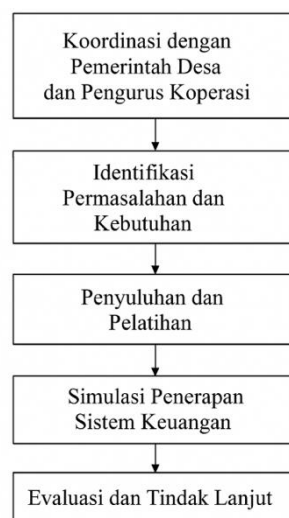 Koordinasi dengan
Pemerintah Desa
dan Pengurus Koperasi
Identifikasi
Permasalahan dan
Kebutuhan
Penyuluhan dan
Pelatihan
Simulasi Penerapan
Sistem Keuangan
Evaluasi dan Tindak Lanjut